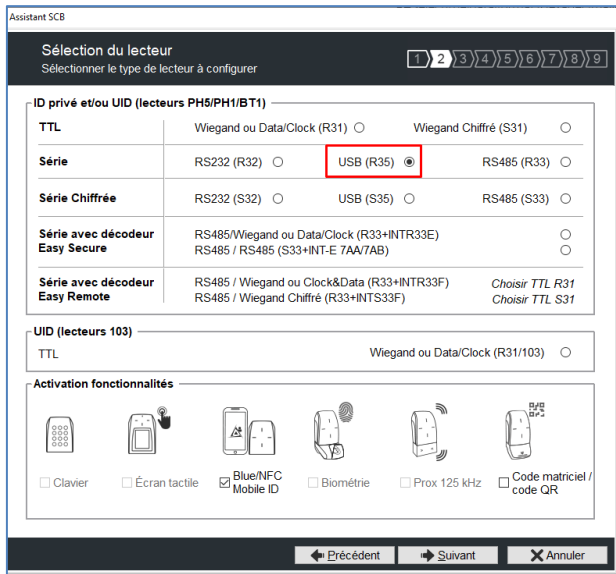 Assistant SCB
Sélection du lecteur
Sélectionner le type de lecteur à configurer
1 2 3 4 5 6 7 8 9
ID privé et/ou UID (lecteurs PH5/PH1/BT1)
TTL Wiegand ou Data/Clock (R31) Wiegand Chiffré (S31)
Série RS232 (R32) USB (R35) RS485 (R33)
Série Chiffrée RS232 (S32) USB (S35) RS485 (S33)
Série avec décodeur RS485/Wiegand ou Data/Clock (R33+INTR33E)
Easy Secure RS485 / RS485 (S33+INT-E 7AA/7AB)
Série avec décodeur RS485 / Wiegand ou Clock&Data (R33+INTR33F) Choisir TTL R31
Easy Remote RS485 / Wiegand Chiffré (R33+INTS33F) Choisir TTL S31
UID (lecteurs 103)
TTL Wiegand ou Data/Clock (R31/103)
Activation fonctionnalités
Clavier Écran tactile Blue/NFC Mobile ID Biométrie Prox 125 kHz Code matriciel / code QR
Précédent Suivant Annuler